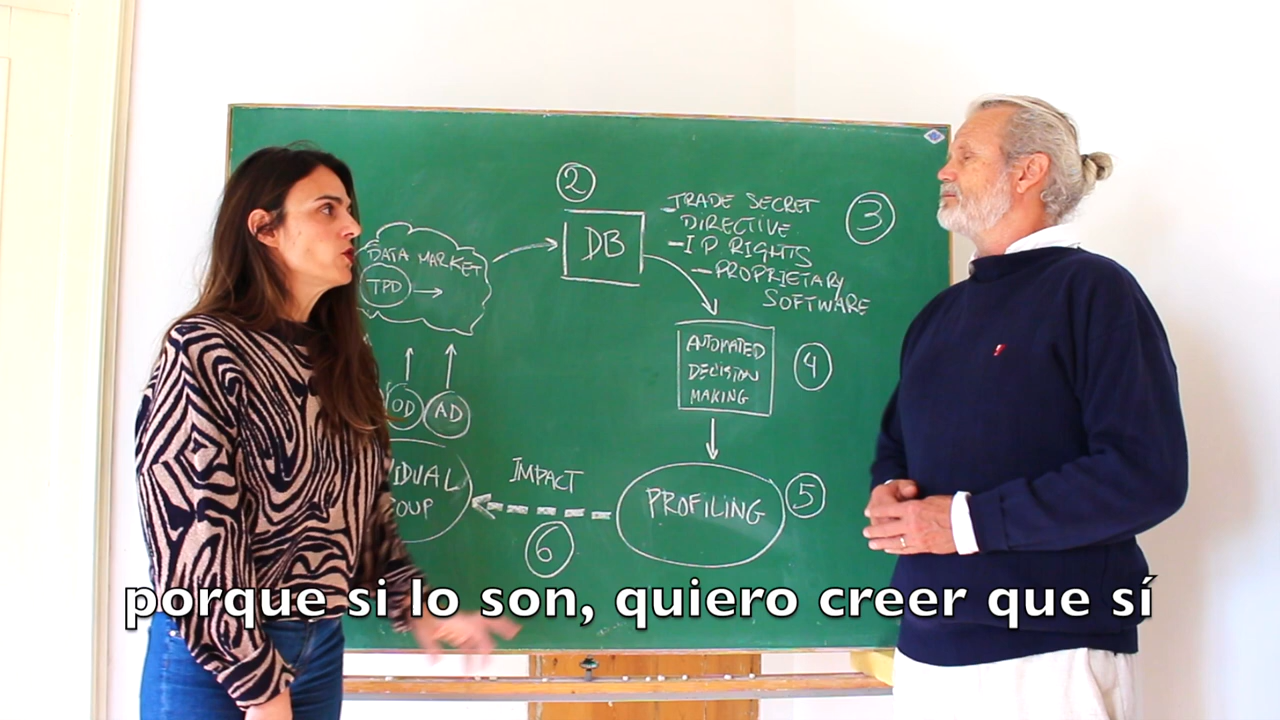 2
DB
TRADE SECRET
DIRECTIVE
-IP RIGHTS
-PROPRIETARY
SOFTWARE
3
DATA MARKET
TPD
AUTOMATED
DECISION
MAKING
4
OD
AD
IMPACT
6
PROFILING
5
porque si lo son, quiero creer que sí